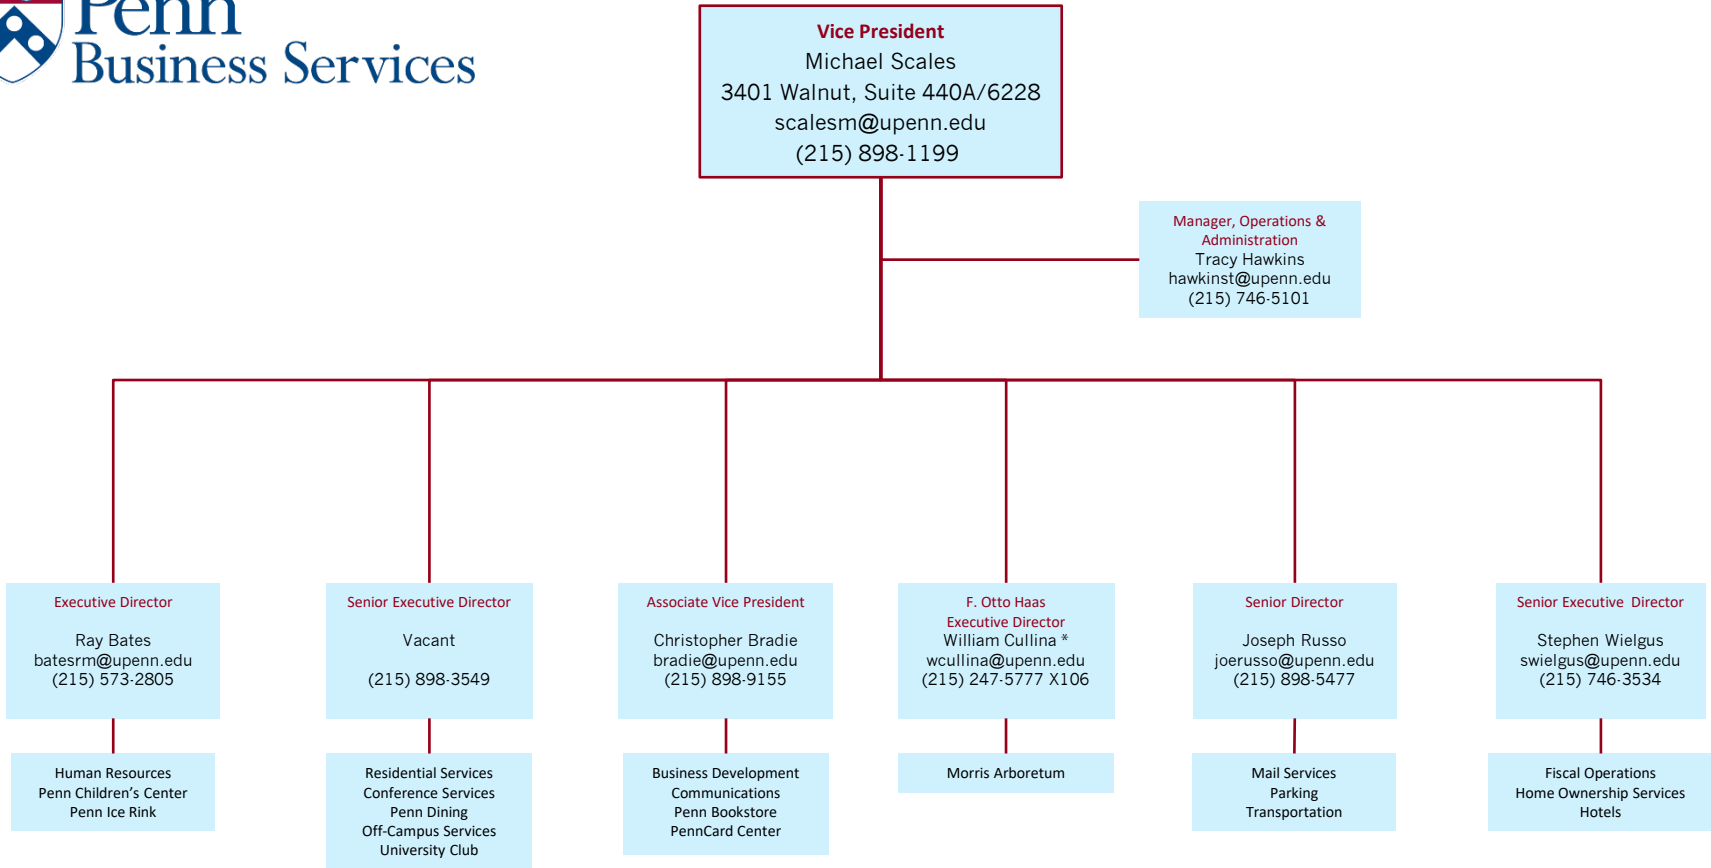 Penn
Business Services
Vice President
Michael Scales
3401 Walnut, Suite 440A/6228
scalesm@upenn.edu
(215) 898-1199
Manager, Operations &
Administration
Tracy Hawkins
hawkinst@upenn.edu
(215) 746-5101
Executive Director
Ray Bates
batesrm@upenn.edu
(215) 573-2805
Human Resources
Penn Children's Center
Penn Ice Rink
Senior Executive Director
Vacant
(215) 898-3549
Residential Services
Conference Services
Penn Dining
Off-Campus Services
University Club
Associate Vice President
Christopher Bradie
bradie@upenn.edu
(215) 898-9155
Business Development
Communications
Penn Bookstore
PennCard Center
F. Otto Haas
Executive Director
William Cullina *
wcullina@upenn.edu
(215) 247-5777 X106
Morris Arboretum
Senior Director
Joseph Russo
joerusso@upenn.edu
(215) 898-5477
Mail Services
Parking
Transportation
Senior Executive  Director
Stephen Wielgus
swielgus@upenn.edu
(215) 746-3534
Fiscal Operations
Home Ownership Services
Hotels